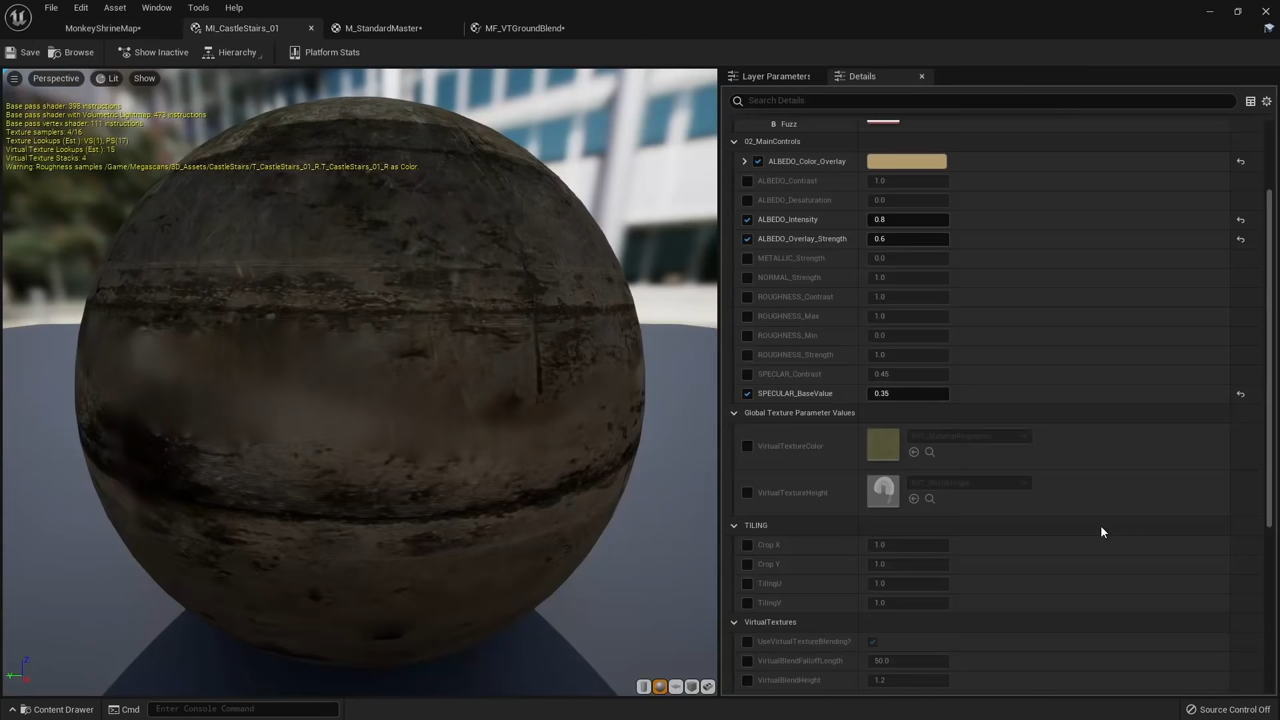 File Edit Asset Window Tools Help
MonkeyShrineMap* MI_CastleStairs_01 M_StandardMaster* MF_VTGroundBlend*
Save Browse Show Inactive Hierarchy Platform Stats
Perspective Lit Show
Layer Parameters Details
Base pass shader: 398 instructions
Base pass shader with Volumetric Lightmap: 473 instructions
Base pass vertex shader: 111 instructions
Texture samplers: 4/16
Texture Lookups (Est.): VS(1), PS(17)
Virtual Texture Lookups (Est.): 15
Virtual Texture Stacks: 4
Warning: Roughness samples /Game/Megascans/3D_Assets/CastleStairs/T_CastleStairs_01_R.T_CastleStairs_01_R as Color.
Search Details
B Fuzz
02_MainControls
ALBEDO_Color_Overlay
ALBEDO_Contrast 1.0
ALBEDO_Desaturation 0.0
ALBEDO_Intensity 0.8
ALBEDO_Overlay_Strength 0.6
METALLIC_Strength 0.0
NORMAL_Strength 1.0
ROUGHNESS_Contrast 1.0
ROUGHNESS_Max 1.0
ROUGHNESS_Min 0.0
ROUGHNESS_Strength 1.0
SPECLAR_Contrast 0.45
SPECULAR_BaseValue 0.35
Global Texture Parameter Values
VirtualTextureColor
VirtualTextureHeight
TILING
Crop X 1.0
Crop Y 1.0
TilingU 1.0
TilingV 1.0
VirtualTextures
UseVirtualTextureBlending?
VirtualBlendFalloffLength 50.0
VirtualBlendHeight 1.2
Content Drawer Cmd Enter Console Command Source Control Off